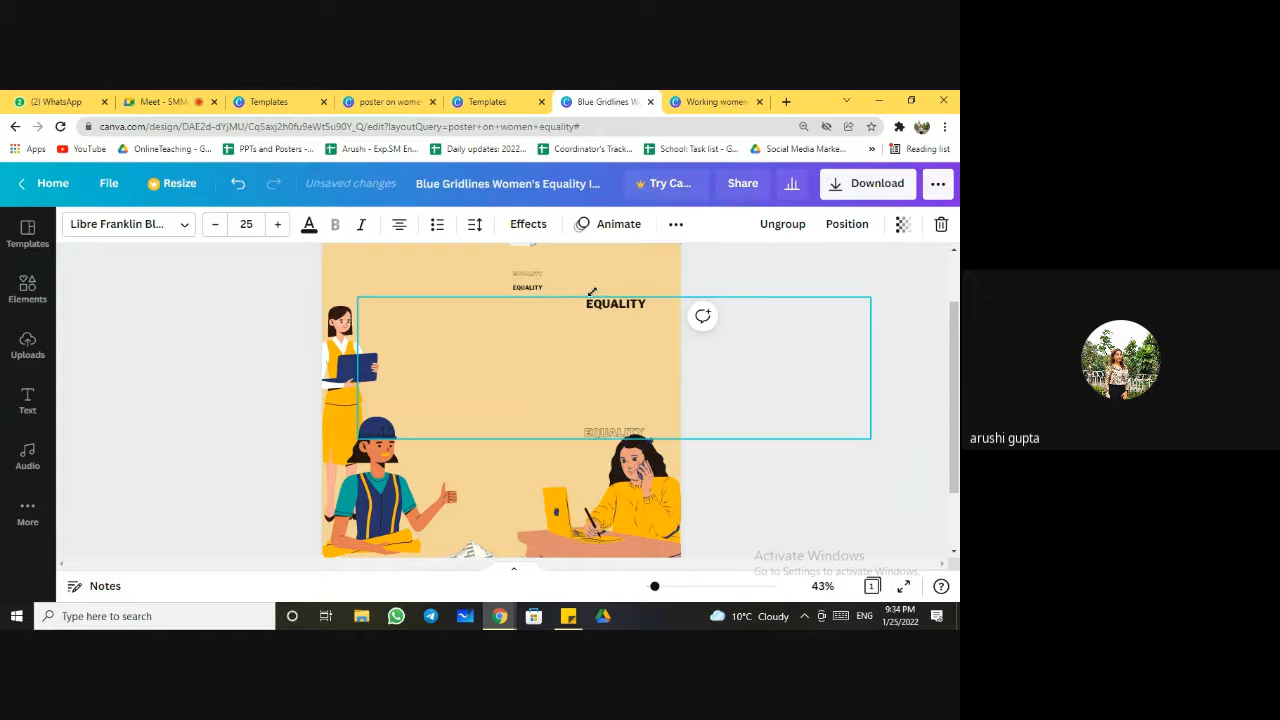 (2) WhatsApp
Meet - SMM
Templates
poster on wome
Templates
Blue Gridlines W
Working women
canva.com/design/DAE2d-dYjMU/CqSaxj2h0fu9eWt5u90Y_Q/edit?layoutQuery=poster+on+women+equality#
Apps
YouTube
OnlineTeaching - G...
PPTs and Posters -...
Arushi - Exp.SM En...
Daily updates: 2022...
Coordinator's Track...
School: Task list - G...
Social Media Marke...
»
Reading list
Home
File
Resize
Unsaved changes
Blue Gridlines Women's Equality I...
Try Ca...
Share
Download
Libre Franklin Bl...
– 25 +
A
B
I
Effects
Animate
Ungroup
Position
Templates
Elements
Uploads
Text
Audio
More
EQUALITY
EQUALITY
EQUALITY
EQUALITY
arushi gupta
Activate Windows
Go to Settings to activate Windows.
Notes
43%
1
Type here to search
10°C Cloudy
ENG
9:34 PM
1/25/2022